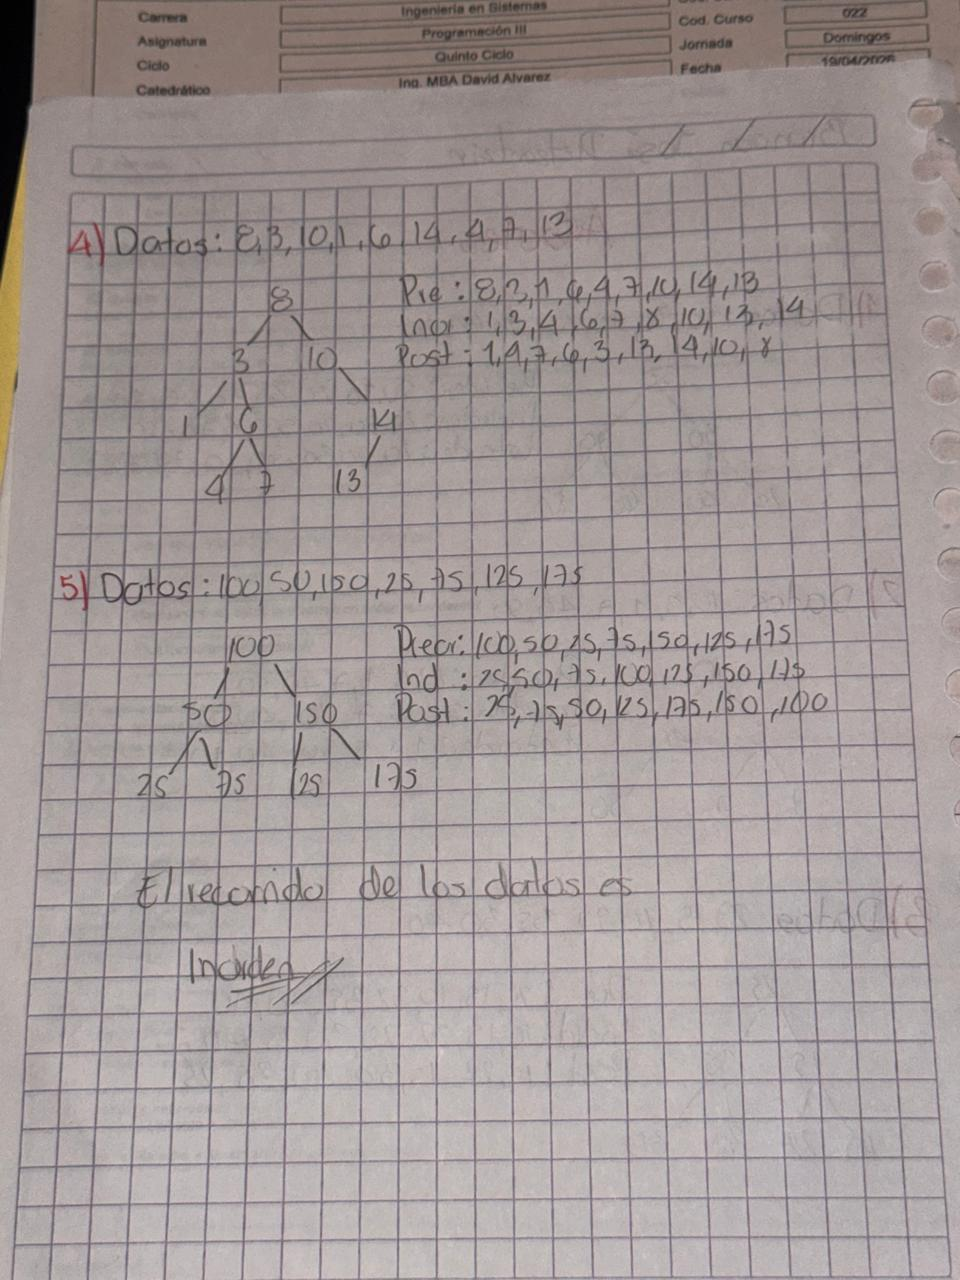 Carrera Ingeniería en Sistemas Cod. Curso 022
Asignatura Programación III Jornada Domingos
Ciclo Quinto Ciclo Fecha 19/04/2026
Catedrático Ing. MBA David Alvarez
4) Datos: 8, 3, 10, 1, 6, 14, 4, 7, 13
8
3 10
1 6 14
4 7 13
Pre: 8, 3, 1, 6, 4, 7, 10, 14, 13
Inor: 1, 3, 4, 6, 7, 8, 10, 13, 14
Post: 1, 4, 7, 6, 3, 13, 14, 10, 8
5) Datos: 100, 50, 150, 25, 75, 125, 175
100
50 150
25 75 125 175
Preor: 100, 50, 25, 75, 150, 125, 175
Ind: 25, 50, 75, 100, 125, 150, 175
Post: 25, 75, 50, 125, 175, 150, 100
El recorrido de los datos es
Inorden